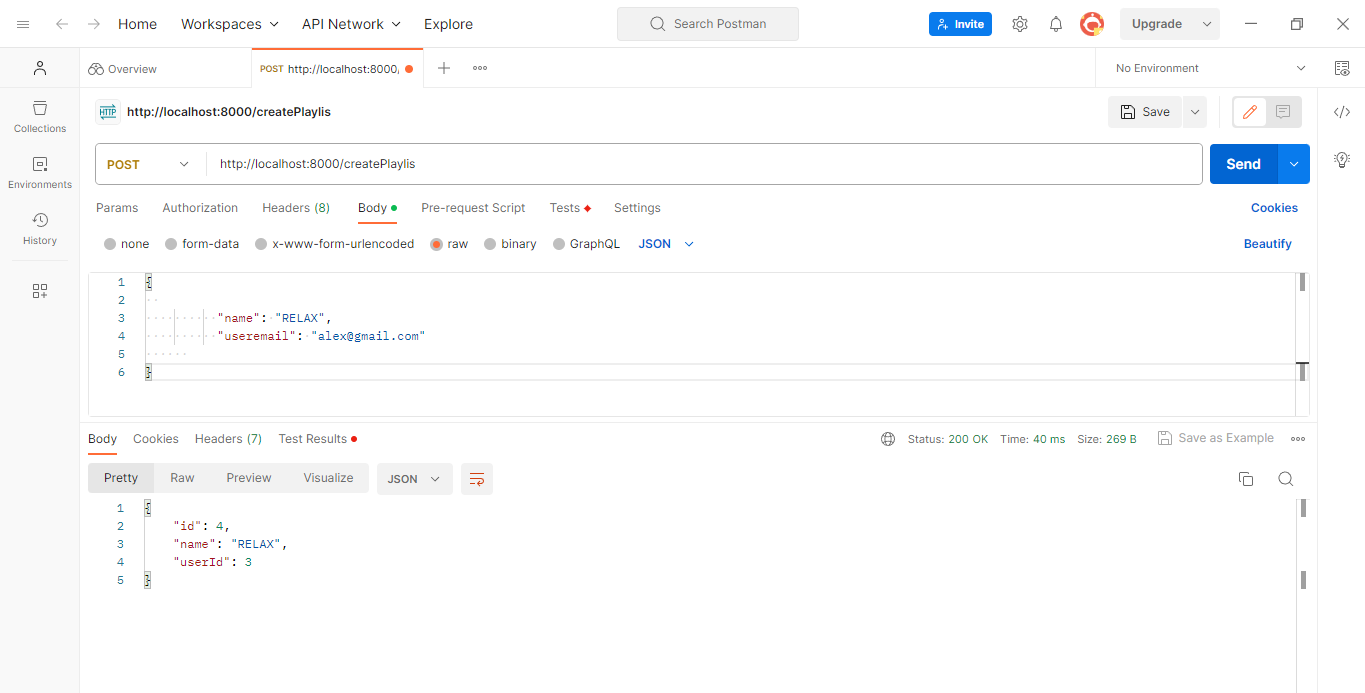 Home Workspaces API Network Explore Search Postman Invite Upgrade
Overview POST http://localhost:8000, No Environment
HTTP http://localhost:8000/createPlaylis Save
Collections
POST http://localhost:8000/createPlaylis Send
Environments
Params Authorization Headers (8) Body Pre-request Script Tests Settings Cookies
History
none form-data x-www-form-urlencoded raw binary GraphQL JSON Beautify
1 {
2
3 "name": "RELAX",
4 "useremail": "alex@gmail.com"
5
6 }
Body Cookies Headers (7) Test Results Status: 200 OK Time: 40 ms Size: 269 B Save as Example
Pretty Raw Preview Visualize JSON
1 {
2 "id": 4,
3 "name": "RELAX",
4 "userId": 3
5 }